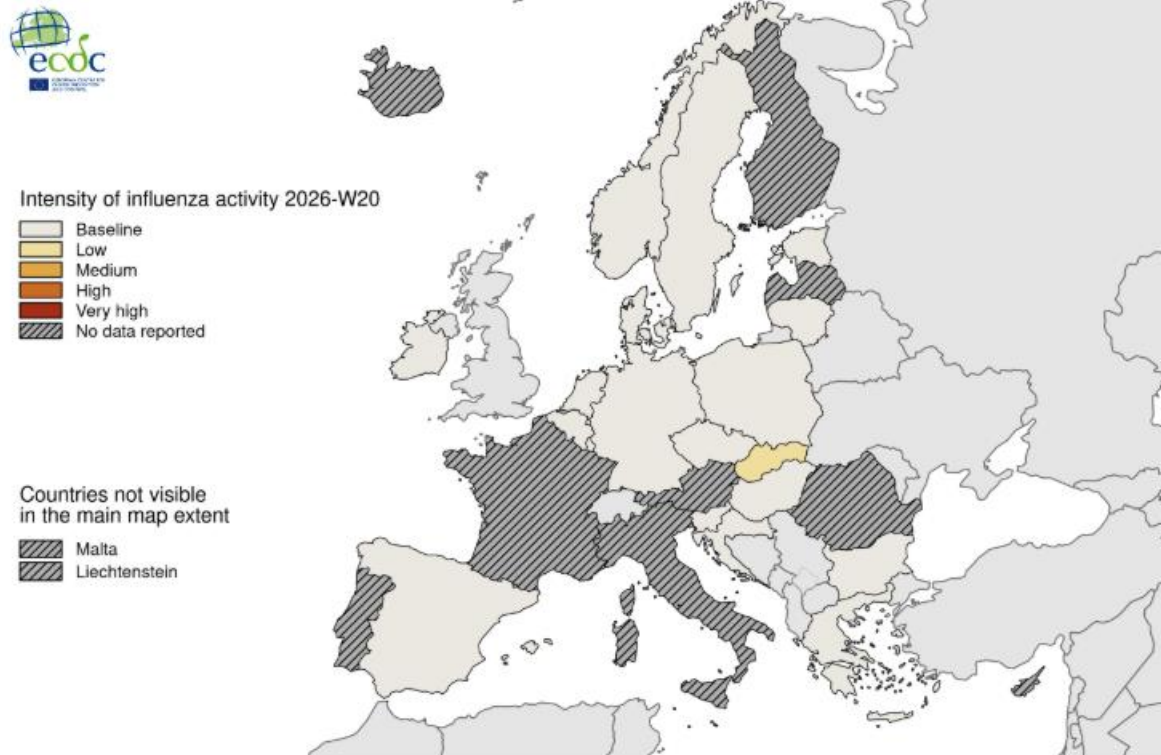 ecdc
Intensity of influenza activity 2026-W20
Baseline
Low
Medium
High
Very high
No data reported
Countries not visible
in the main map extent
Malta
Liechtenstein